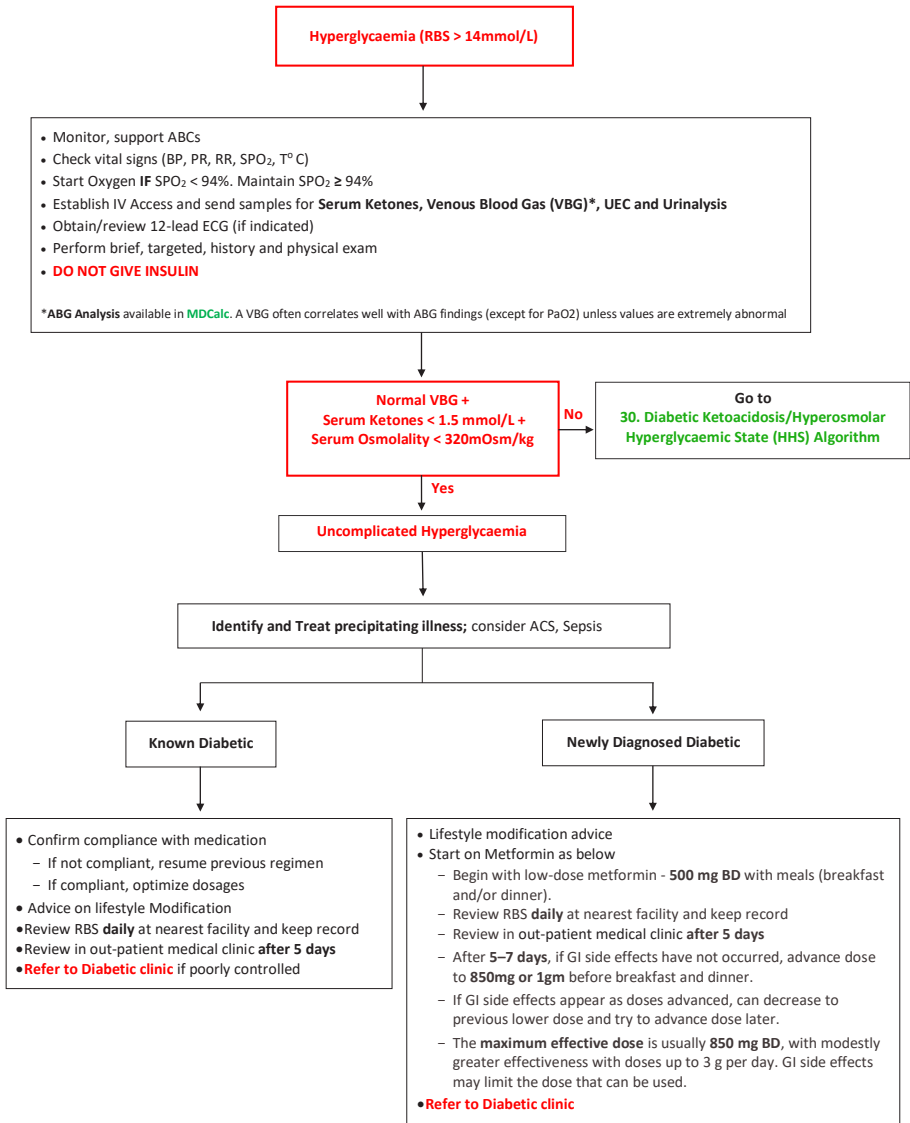 Hyperglycaemia (RBS > 14mmol/L)
• Monitor, support ABCs
• Check vital signs (BP, PR, RR, SPO₂, T° C)
• Start Oxygen IF SPO₂ < 94%. Maintain SPO₂ ≥ 94%
• Establish IV Access and send samples for Serum Ketones, Venous Blood Gas (VBG)*, UEC and Urinalysis
• Obtain/review 12-lead ECG (if indicated)
• Perform brief, targeted, history and physical exam
• DO NOT GIVE INSULIN
*ABG Analysis available in MDCalc. A VBG often correlates well with ABG findings (except for PaO2) unless values are extremely abnormal
Normal VBG +
Serum Ketones < 1.5 mmol/L +
Serum Osmolality < 320mOsm/kg
No
Go to
30. Diabetic Ketoacidosis/Hyperosmolar
Hyperglycaemic State (HHS) Algorithm
Yes
Uncomplicated Hyperglycaemia
Identify and Treat precipitating illness; consider ACS, Sepsis
Known Diabetic
Newly Diagnosed Diabetic
• Confirm compliance with medication
− If not compliant, resume previous regimen
− If compliant, optimize dosages
• Advice on lifestyle Modification
•Review RBS daily at nearest facility and keep record
•Review in out-patient medical clinic after 5 days
•Refer to Diabetic clinic if poorly controlled
• Lifestyle modification advice
• Start on Metformin as below
− Begin with low-dose metformin - 500 mg BD with meals (breakfast
and/or dinner).
− Review RBS daily at nearest facility and keep record
− Review in out-patient medical clinic after 5 days
− After 5–7 days, if GI side effects have not occurred, advance dose
to 850mg or 1gm before breakfast and dinner.
− If GI side effects appear as doses advanced, can decrease to
previous lower dose and try to advance dose later.
− The maximum effective dose is usually 850 mg BD, with modestly
greater effectiveness with doses up to 3 g per day. GI side effects
may limit the dose that can be used.
•Refer to Diabetic clinic